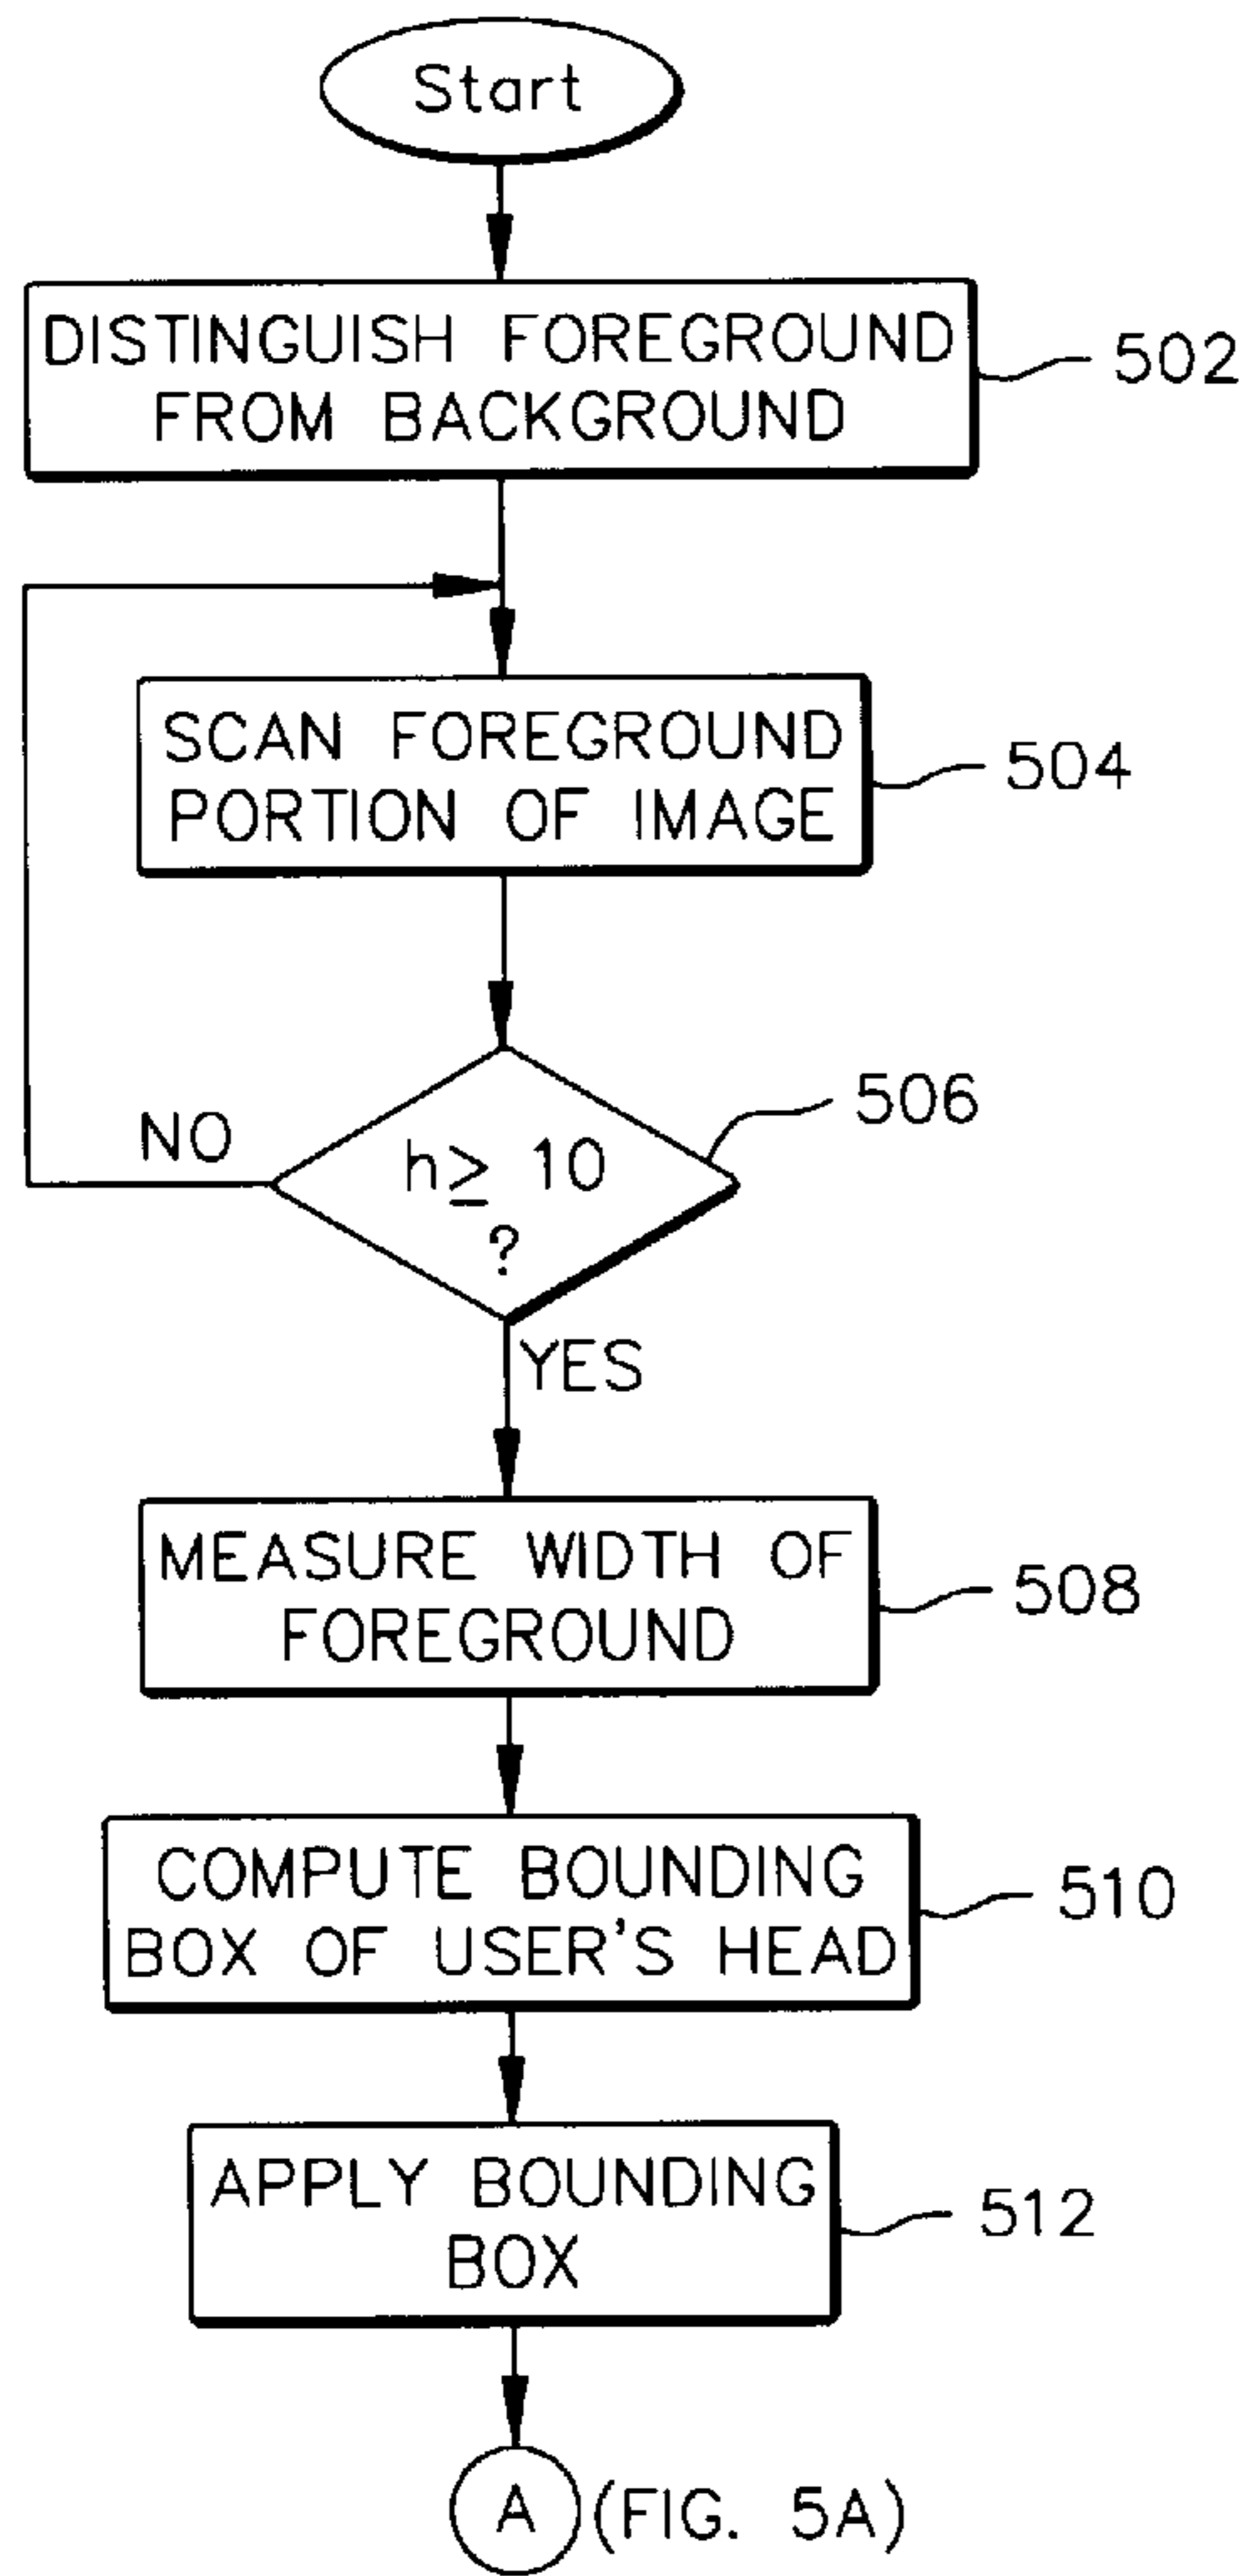 Start
DISTINGUISH FOREGROUND
FROM BACKGROUND
502
SCAN FOREGROUND
PORTION OF IMAGE
504
506
NO
h≥ 10
?
YES
MEASURE WIDTH OF
FOREGROUND
508
COMPUTE BOUNDING
BOX OF USER'S HEAD
510
APPLY BOUNDING
BOX
512
A (FIG. 5A)